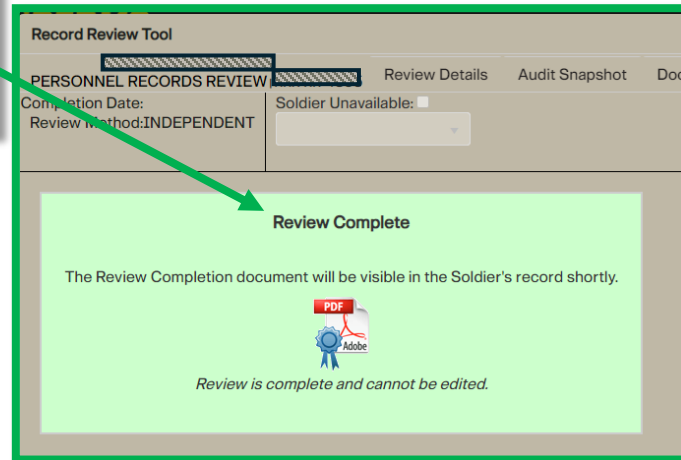 Record Review Tool
PERSONNEL RECORDS REVIEW
Review Details
Audit Snapshot
Doc
Completion Date:
Soldier Unavailable:
Review Method:INDEPENDENT
Review Complete
The Review Completion document will be visible in the Soldier's record shortly.
PDF
Adobe
Review is complete and cannot be edited.